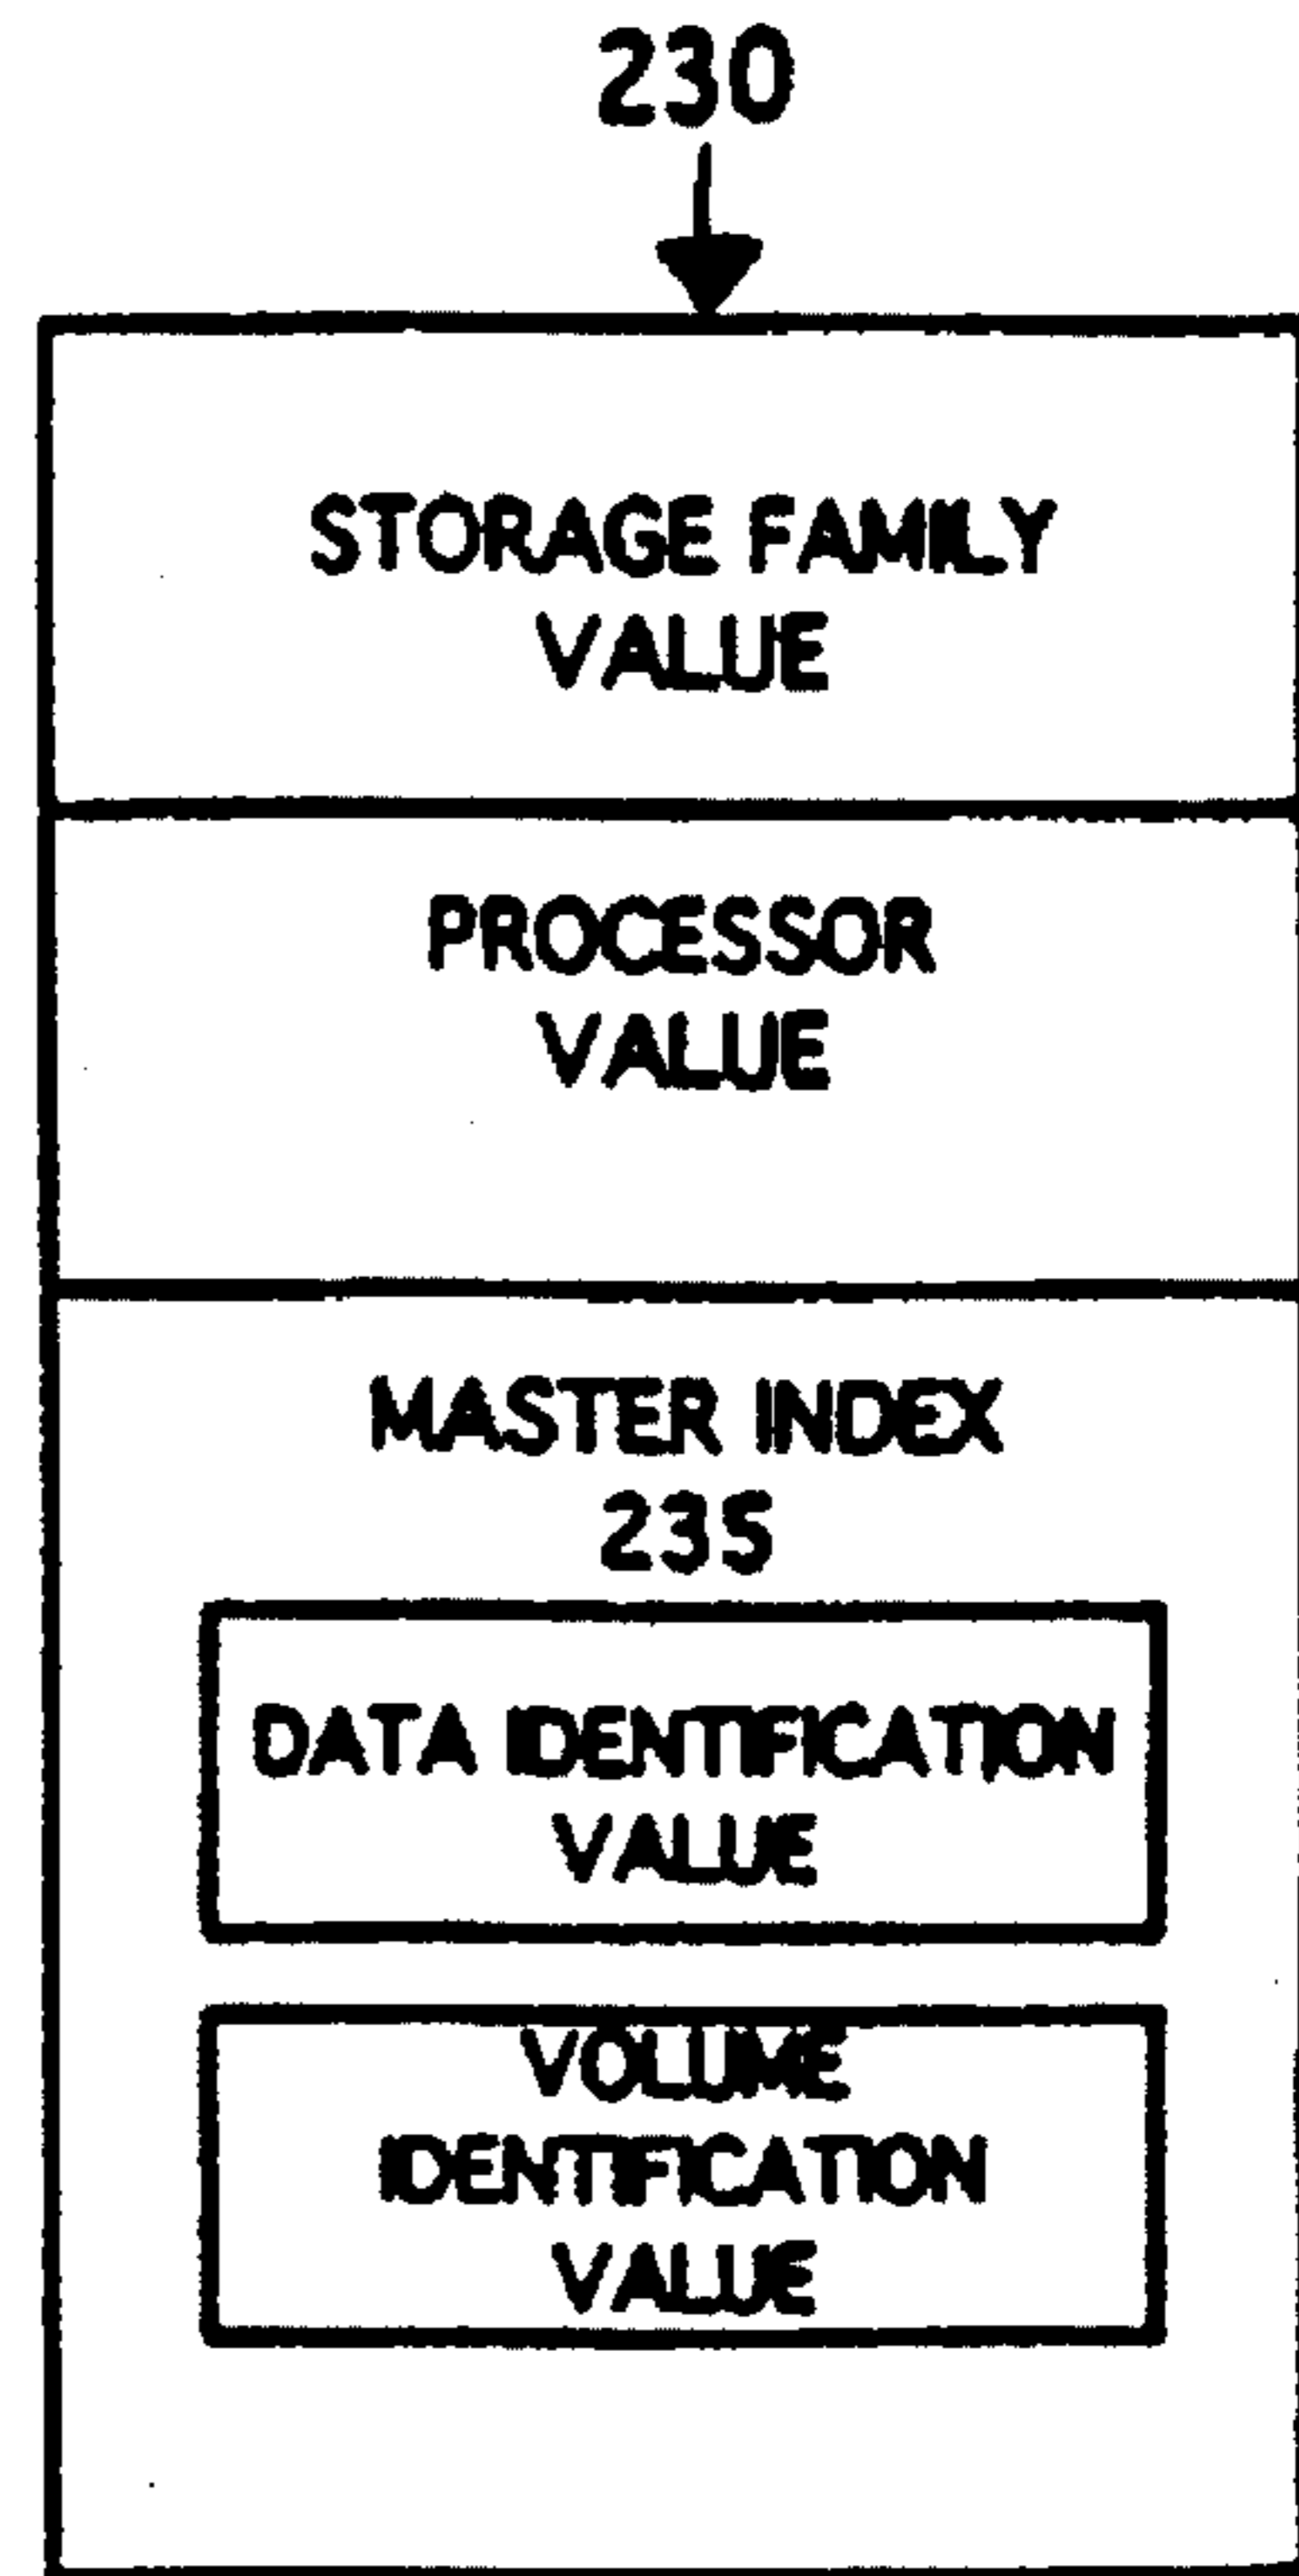 230
STORAGE FAMILY
VALUE
PROCESSOR
VALUE
MASTER INDEX
235
DATA IDENTIFICATION
VALUE
VOLUME
IDENTIFICATION
VALUE